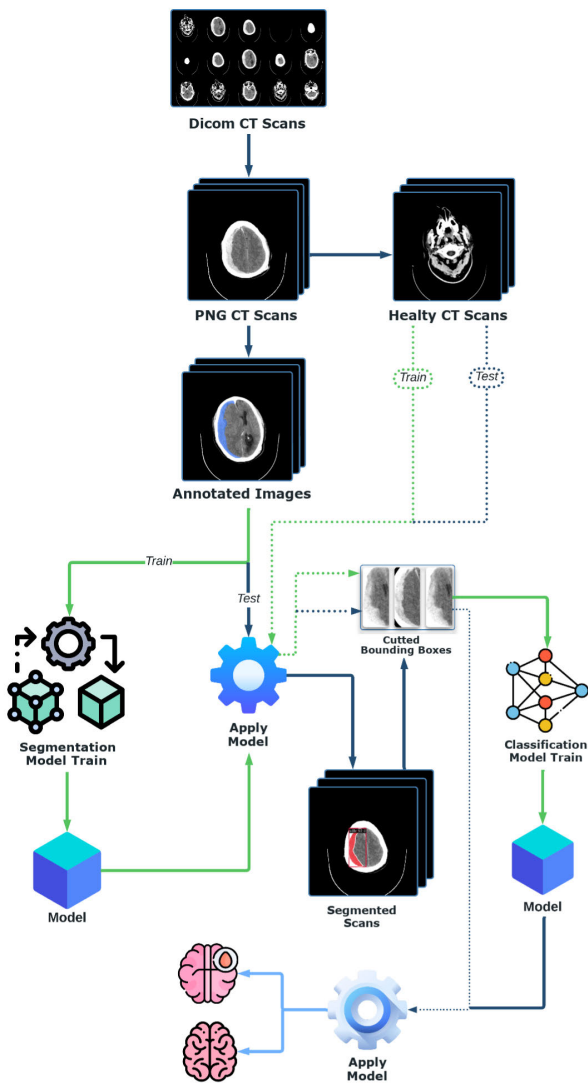 Dicom CT Scans
PNG CT Scans
Healty CT Scans
Train
Test
Annotated Images
Train
Test
Cutted
Bounding Boxes
Segmentation
Model Train
Apply
Model
Classification
Model Train
Model
Segmented
Scans
Model
Apply
Model